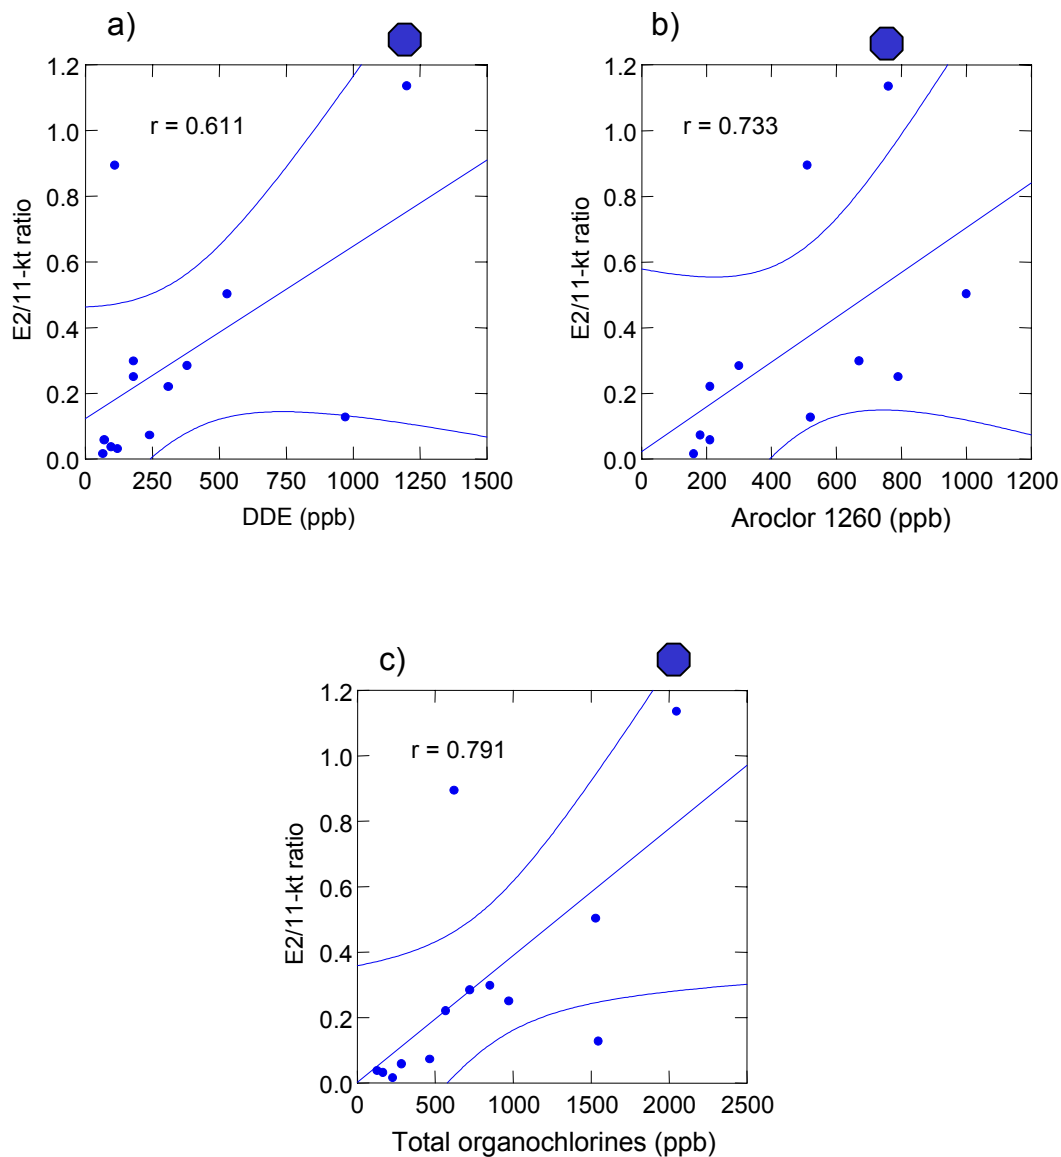 a)
1.2
1.0
0.8
0.6
0.4
0.2
0.0
r = 0.611
E2/11-kt ratio
0 250 500 750 1000 1250 1500
DDE (ppb)
b)
1.2
1.0
0.8
0.6
0.4
0.2
0.0
r = 0.733
E2/11-kt ratio
0 200 400 600 800 1000 1200
Aroclor 1260 (ppb)
c)
1.2
1.0
0.8
0.6
0.4
0.2
0.0
r = 0.791
E2/11-kt ratio
0 500 1000 1500 2000 2500
Total organochlorines (ppb)